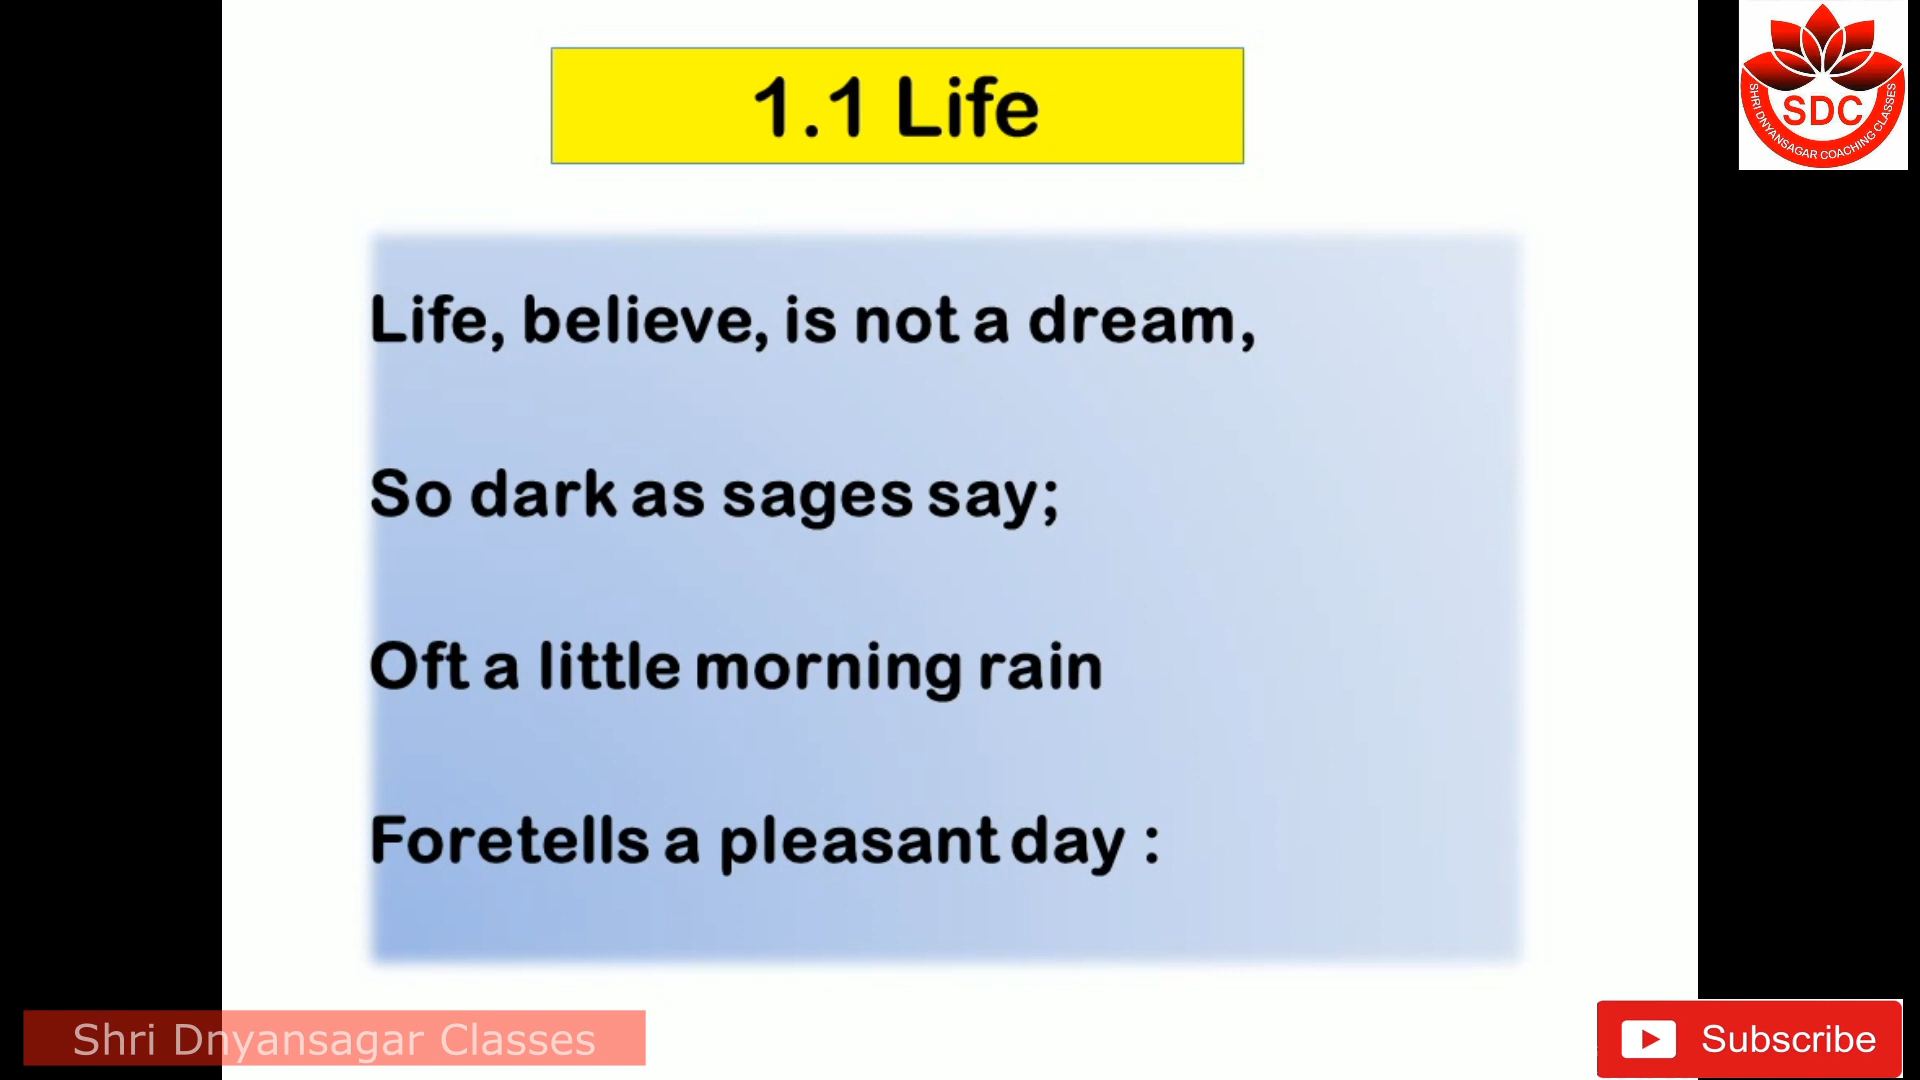 1.1 Life
SDC
SHRI DNYANSAGAR COACHING CLASSES
Life, believe, is not a dream,
So dark as sages say;
Oft a little morning rain
Foretells a pleasant day :
Shri Dnyansagar Classes
Subscribe